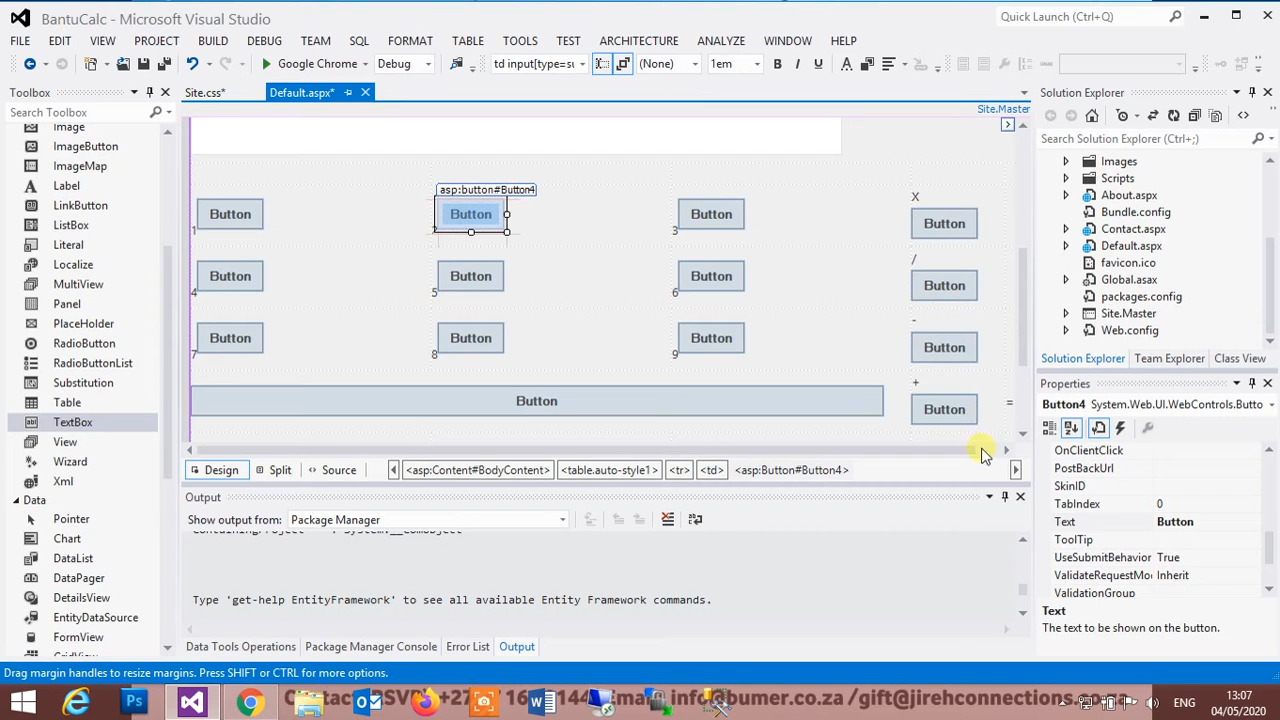 BantuCalc - Microsoft Visual Studio
Quick Launch (Ctrl+Q)
FILE EDIT VIEW PROJECT BUILD DEBUG TEAM SQL FORMAT TABLE TOOLS TEST ARCHITECTURE ANALYZE WINDOW HELP
Google Chrome Debug td input[type=su (None) 1em B I U A
Toolbox
Search Toolbox
Image
ImageButton
ImageMap
Label
LinkButton
ListBox
Literal
Localize
MultiView
Panel
PlaceHolder
RadioButton
RadioButtonList
Substitution
Table
TextBox
View
Wizard
Xml
Data
Pointer
Chart
DataList
DataPager
DetailsView
EntityDataSource
FormView
Site.css* Default.aspx*
Site.Master
asp:button#Button4
X
1 Button 2 Button 3 Button Button
/
4 Button 5 Button 6 Button Button
-
7 Button 8 Button 9 Button Button
+
Button Button =
Design Split Source <asp:Content#BodyContent> <table.auto-style1> <tr> <td> <asp:Button#Button4>
Output
Show output from: Package Manager
Type 'get-help EntityFramework' to see all available Entity Framework commands.
Data Tools Operations Package Manager Console Error List Output
Solution Explorer
Search Solution Explorer (Ctrl+;)
Images
Scripts
About.aspx
Bundle.config
Contact.aspx
Default.aspx
favicon.ico
Global.asax
packages.config
Site.Master
Web.config
Solution Explorer Team Explorer Class View
Properties
Button4 System.Web.UI.WebControls.Butto
OnClientClick
PostBackUrl
SkinID
TabIndex 0
Text Button
ToolTip
UseSubmitBehavior True
ValidateRequestMo Inherit
ValidationGroup
Text
The text to be shown on the button.
Drag margin handles to resize margins. Press SHIFT or CTRL for more options.
ENG
13:07
04/05/2020